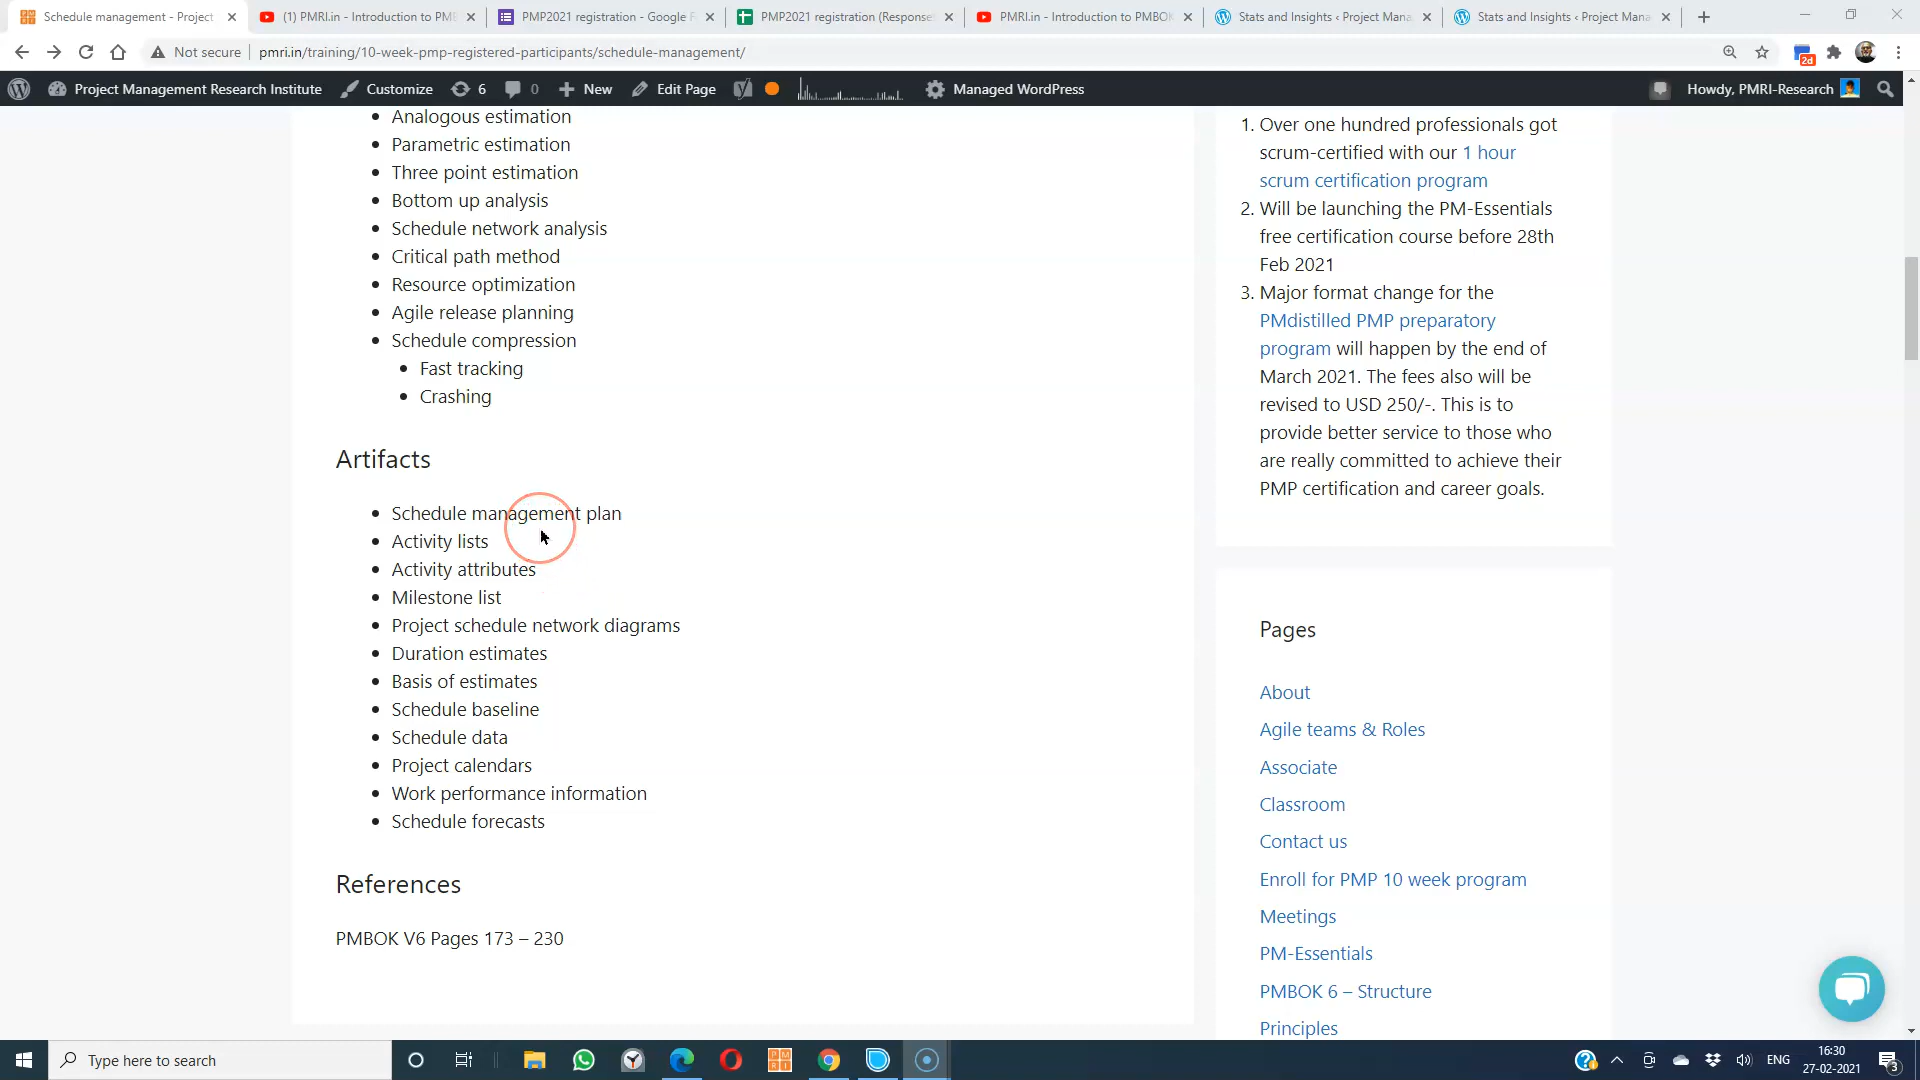 Schedule management - Project
(1) PMRI.in - Introduction to PMB
PMP2021 registration - Google F
PMP2021 registration (Response
PMRI.in - Introduction to PMBOK
Stats and Insights ‹ Project Mana
Stats and Insights ‹ Project Mana
Not secure
pmri.in/training/10-week-pmp-registered-participants/schedule-management/
2d
Project Management Research Institute
Customize
6
0
New
Edit Page
Managed WordPress
Howdy, PMRI-Research
Analogous estimation
Parametric estimation
Three point estimation
Bottom up analysis
Schedule network analysis
Critical path method
Resource optimization
Agile release planning
Schedule compression
Fast tracking
Crashing
Artifacts
Schedule management plan
Activity lists
Activity attributes
Milestone list
Project schedule network diagrams
Duration estimates
Basis of estimates
Schedule baseline
Schedule data
Project calendars
Work performance information
Schedule forecasts
References
PMBOK V6 Pages 173 – 230
1. Over one hundred professionals got
scrum-certified with our 1 hour
scrum certification program
2. Will be launching the PM-Essentials
free certification course before 28th
Feb 2021
3. Major format change for the
PMdistilled PMP preparatory
program will happen by the end of
March 2021. The fees also will be
revised to USD 250/-. This is to
provide better service to those who
are really committed to achieve their
PMP certification and career goals.
Pages
About
Agile teams & Roles
Associate
Classroom
Contact us
Enroll for PMP 10 week program
Meetings
PM-Essentials
PMBOK 6 – Structure
Principles
Type here to search
PM
RI
ENG
16:30
27-02-2021
3